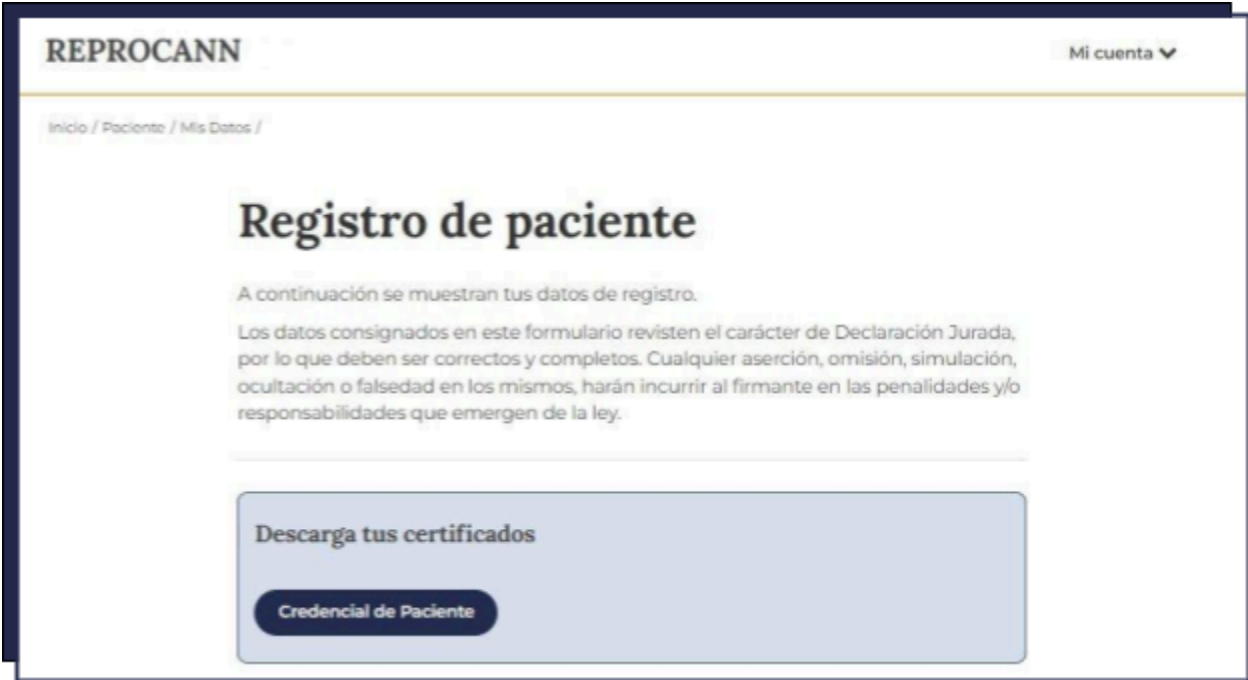 REPROCANN
Mi cuenta
Inicio / Paciente / Mis Datos /
Registro de paciente
A continuación se muestran tus datos de registro.
Los datos consignados en este formulario revisten el carácter de Declaración Jurada,
por lo que deben ser correctos y completos. Cualquier aserción, omisión, simulación,
ocultación o falsedad en los mismos, harán incurrir al firmante en las penalidades y/o
responsabilidades que emergen de la ley.
Descarga tus certificados
Credencial de Paciente